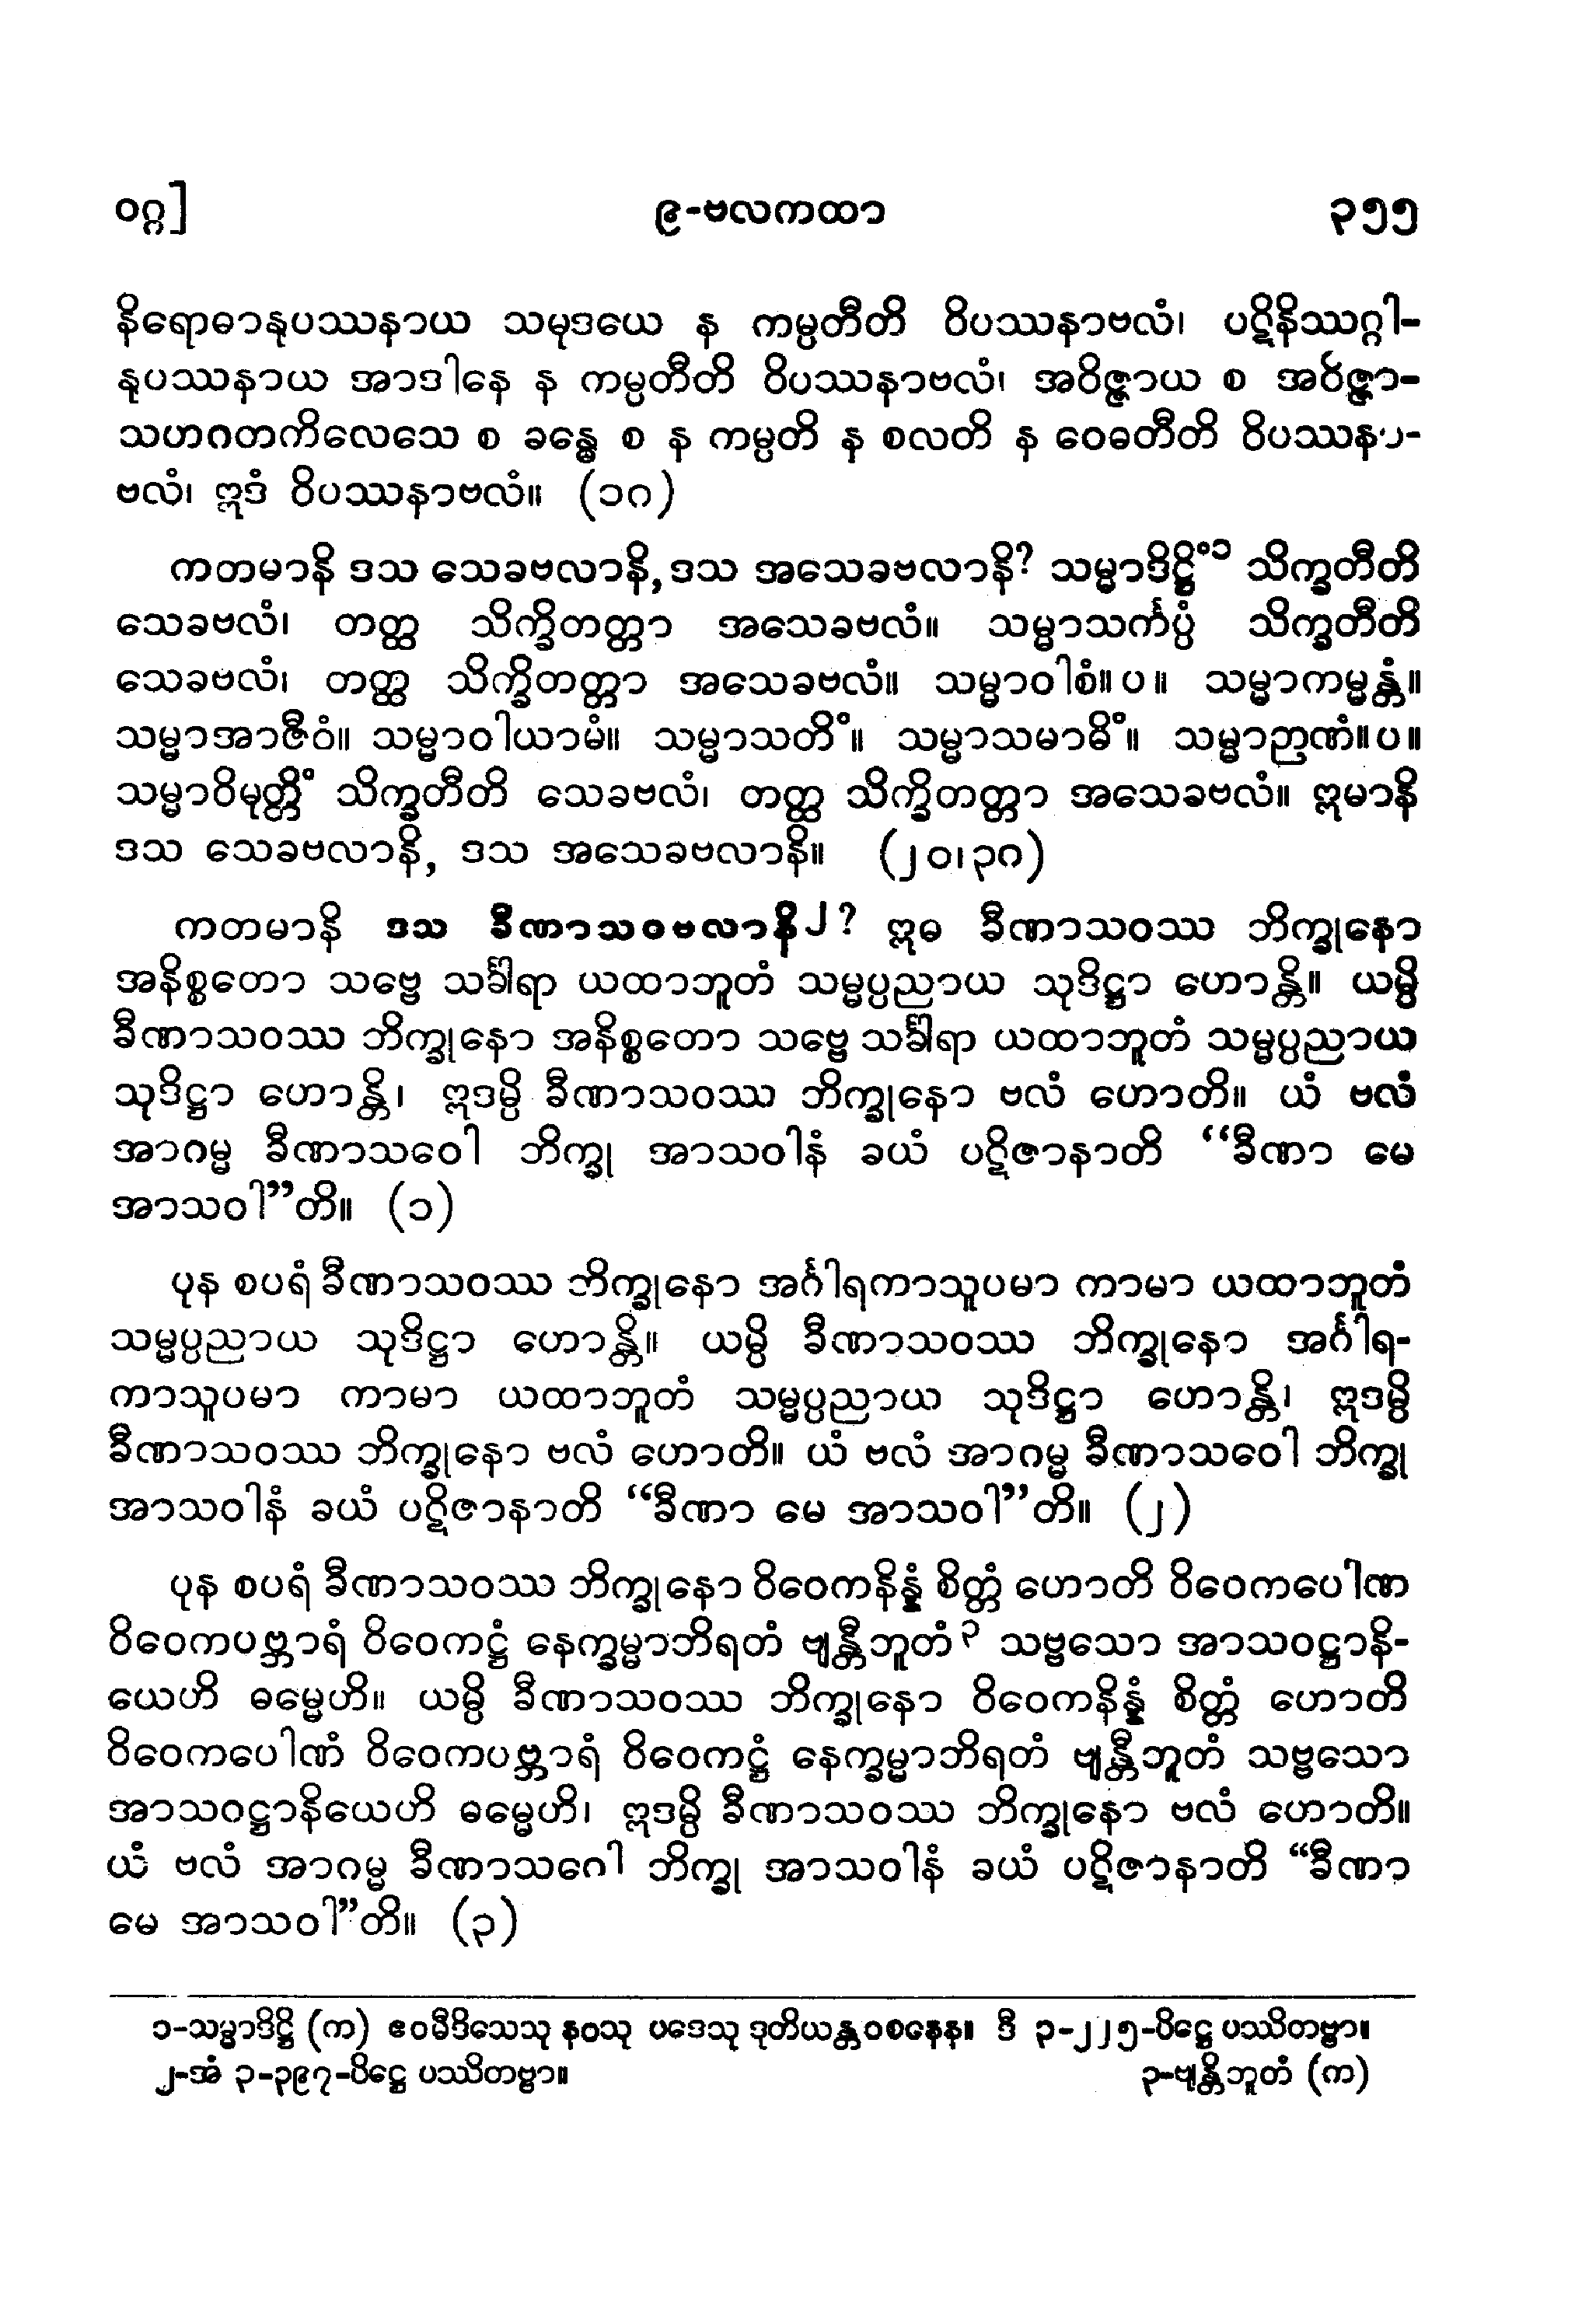 ဝဂ္ဂ]
၉-ဗလကထာ
၃၅၅
နိရောဓာနုပဿနာယ သမုဒယေ န ကမ္ပတီတိ ဝိပဿနာဗလံ၊ ပဋိနိဿဂ္ဂါ-
နုပဿနာယ အာဒါနေ န ကမ္ပတီတိ ဝိပဿနာဗလံ၊ အဝိဇ္ဇာယ စ အဝိဇ္ဇာ-
သဟဂတကိလေသေ စ ခန္ဓေ စ န ကမ္ပတိ န စလတိ န ဝေဓတီတိ ဝိပဿနာ-
ဗလံ၊ ဣဒံ ဝိပဿနာဗလံ။ (၁ဂ)
ကတမာနိ ဒသ သေခဗလာနိ, ဒသ အသေခဗလာနိ? သမ္မာဒိဋ္ဌိံ၁ သိက္ခတီတိ
သေခဗလံ၊ တတ္ထ သိက္ခိတတ္တာ အသေခဗလံ။ သမ္မာသင်္ကပ္ပံ သိက္ခတီတိ
သေခဗလံ၊ တတ္ထ သိက္ခိတတ္တာ အသေခဗလံ။ သမ္မာဝါစံ။ပ။ သမ္မာကမ္မန္တံ။
သမ္မာအာဇီဝံ။ သမ္မာဝါယာမံ။ သမ္မာသတိံ။ သမ္မာသမာဓိံ။ သမ္မာဉာဏံ။ပ။
သမ္မာဝိမုတ္တိံ သိက္ခတီတိ သေခဗလံ၊ တတ္ထ သိက္ခိတတ္တာ အသေခဗလံ။ ဣမာနိ
ဒသ သေခဗလာနိ, ဒသ အသေခဗလာနိ။ (၂၀၊၃ဂ)
ကတမာနိ ဒသ ခီဏာသဝဗလာနိ၂? ဣဓ ခီဏာသဝဿ ဘိက္ခုနော
အနိစ္စတော သဗ္ဗေ သင်္ခါရာ ယထာဘူတံ သမ္မပ္ပညာယ သုဒိဋ္ဌာ ဟောန္တိ။ ယမ္ပိ
ခီဏာသဝဿ ဘိက္ခုနော အနိစ္စတော သဗ္ဗေ သင်္ခါရာ ယထာဘူတံ သမ္မပ္ပညာယ
သုဒိဋ္ဌာ ဟောန္တိ၊ ဣဒမ္ပိ ခီဏာသဝဿ ဘိက္ခုနော ဗလံ ဟောတိ။ ယံ ဗလံ
အာဂမ္မ ခီဏာသဝေါ ဘိက္ခု အာသဝါနံ ခယံ ပဋိဇာနာတိ “ခီဏာ မေ
အာသဝါ”တိ။ (၁)
ပုန စပရံ ခီဏာသဝဿ ဘိက္ခုနော အင်္ဂါရကာသူပမာ ကာမာ ယထာဘူတံ
သမ္မပ္ပညာယ သုဒိဋ္ဌာ ဟောန္တိ။ ယမ္ပိ ခီဏာသဝဿ ဘိက္ခုနော အင်္ဂါရ-
ကာသူပမာ ကာမာ ယထာဘူတံ သမ္မပ္ပညာယ သုဒိဋ္ဌာ ဟောန္တိ၊ ဣဒမ္ပိ
ခီဏာသဝဿ ဘိက္ခုနော ဗလံ ဟောတိ။ ယံ ဗလံ အာဂမ္မ ခီဏာသဝေါ ဘိက္ခု
အာသဝါနံ ခယံ ပဋိဇာနာတိ “ခီဏာ မေ အာသဝါ”တိ။ (၂)
ပုန စပရံ ခီဏာသဝဿ ဘိက္ခုနော ဝိဝေကနိန္နံ စိတ္တံ ဟောတိ ဝိဝေကပေါဏ
ဝိဝေကပဗ္ဘာရံ ဝိဝေကဋ္ဌံ နေက္ခမ္မာဘိရတံ ဗျန္တီဘူတံ၃ သဗ္ဗသော အာသဝဋ္ဌာနိ-
ယေဟိ ဓမ္မေဟိ။ ယမ္ပိ ခီဏာသဝဿ ဘိက္ခုနော ဝိဝေကနိန္နံ စိတ္တံ ဟောတိ
ဝိဝေကပေါဏံ ဝိဝေကပဗ္ဘာရံ ဝိဝေကဋ္ဌံ နေက္ခမ္မာဘိရတံ ဗျန္တီဘူတံ သဗ္ဗသော
အာသဝဋ္ဌာနိယေဟိ ဓမ္မေဟိ၊ ဣဒမ္ပိ ခီဏာသဝဿ ဘိက္ခုနော ဗလံ ဟောတိ။
ယံ ဗလံ အာဂမ္မ ခီဏာသဂေါ ဘိက္ခု အာသဝါနံ ခယံ ပဋိဇာနာတိ “ခီဏာ
မေ အာသဝါ”တိ။ (၃)
၁-သမ္မာဒိဋ္ဌိ (က) ဧဝမီဒိသေသု နဝသု ပဒေသု ဒုတိယန္တဝစနေန။ ဒီ ၃-၂၂၅-ပိဋ္ဌေ ပဿိတဗ္ဗာ။
၂-အံ ၃-၃၉၇-ပိဋ္ဌေ ပဿိတဗ္ဗာ။
၃-ဗျန္တိဘူတံ (က)